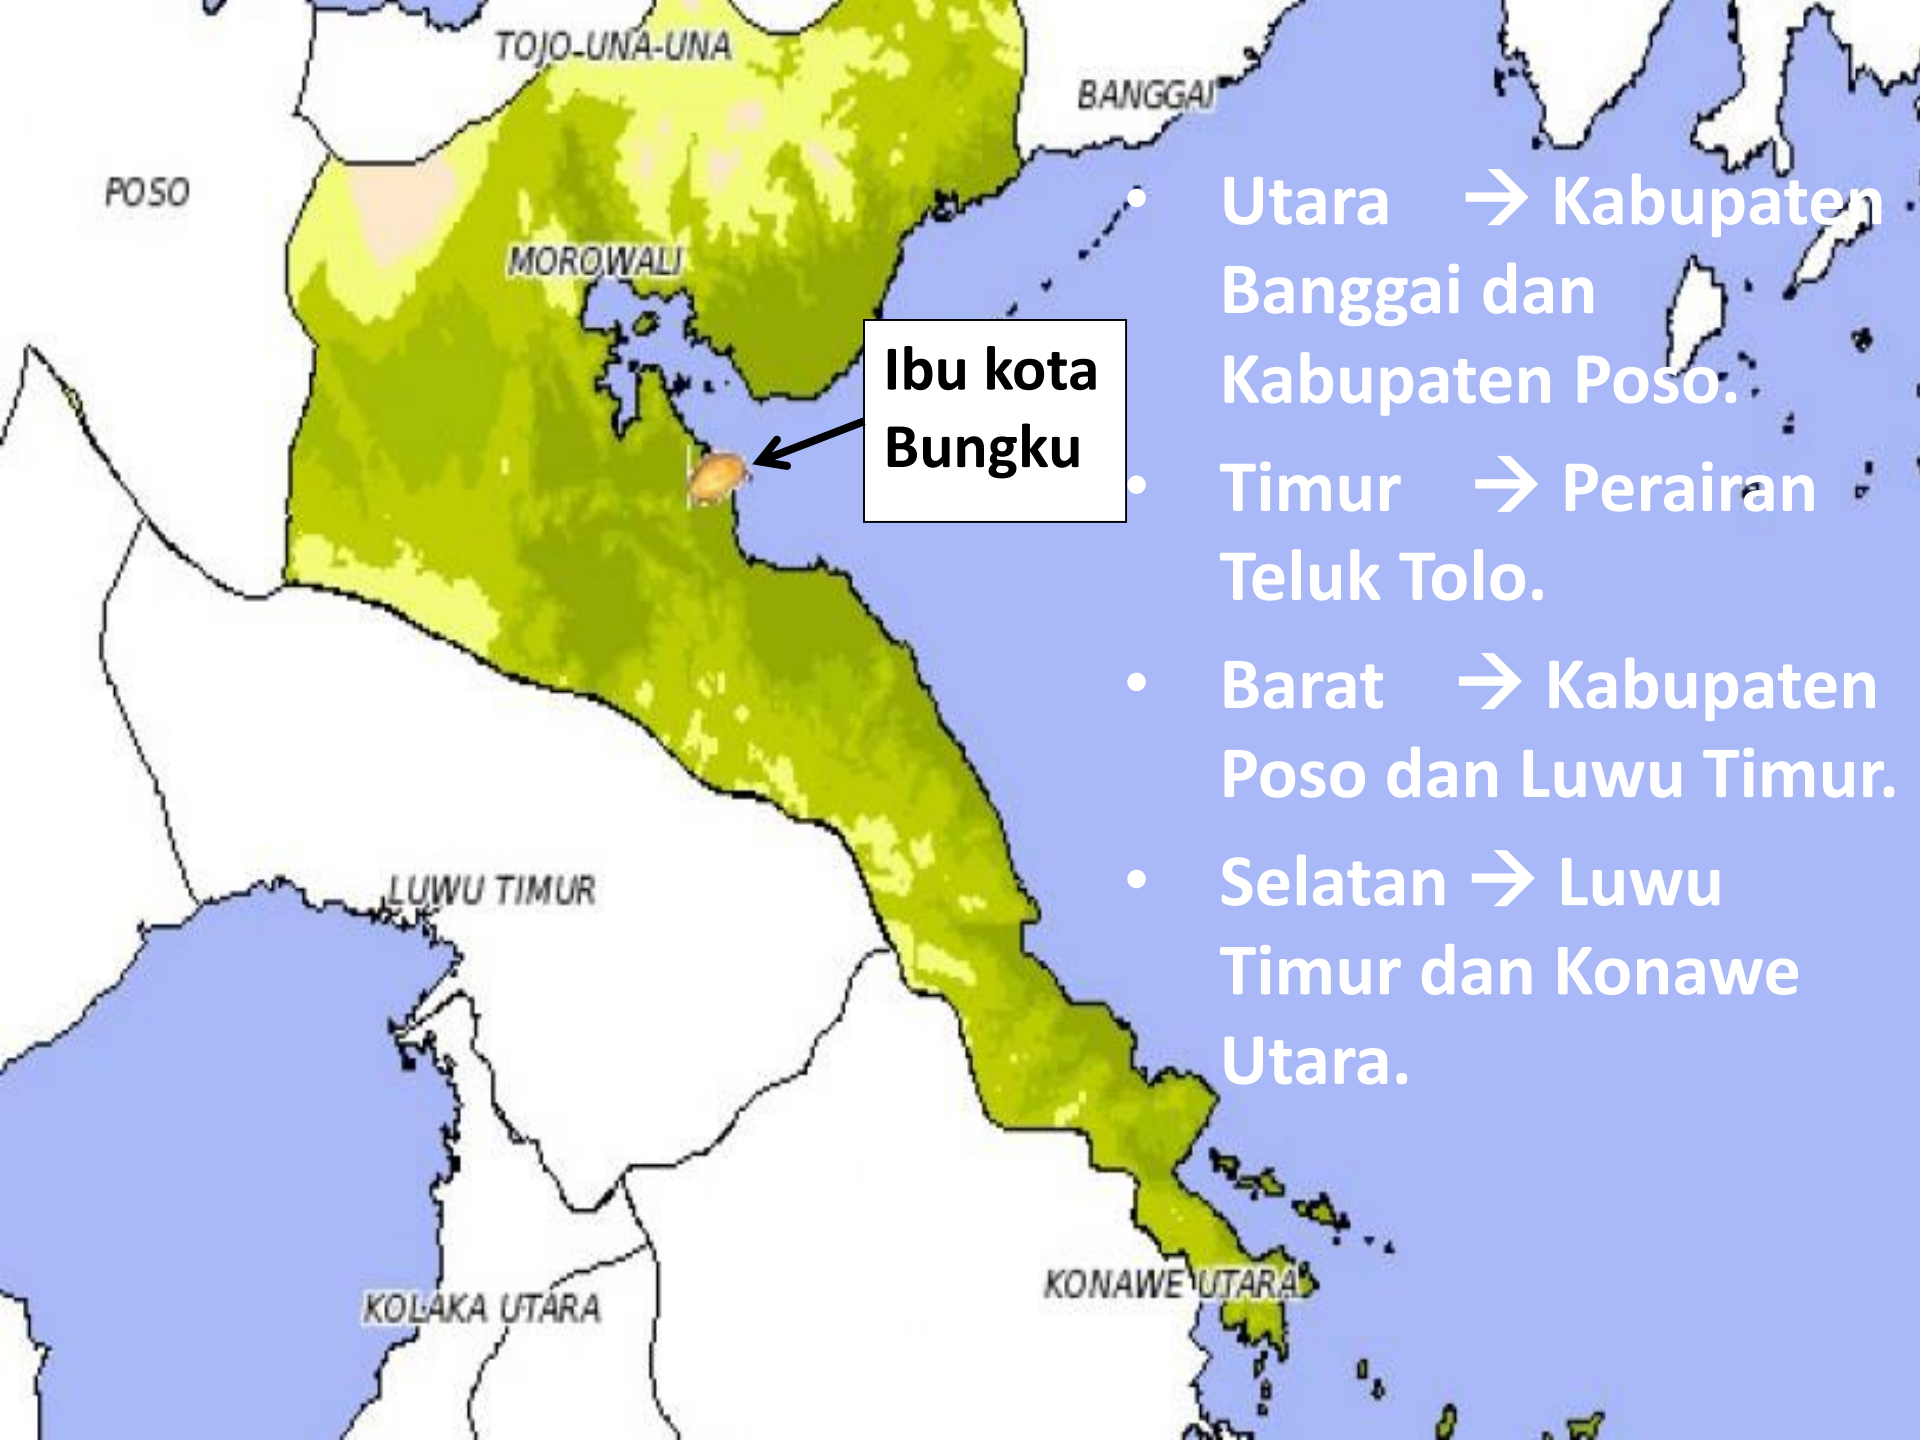 TOJO-UNA-UNA
BANGGAI
POSO
MOROWALI
Ibu kota
Bungku
• Utara → Kabupaten
Banggai dan
Kabupaten Poso.
• Timur → Perairan
Teluk Tolo.
• Barat → Kabupaten
Poso dan Luwu Timur.
• Selatan → Luwu
Timur dan Konawe
Utara.
LUWU TIMUR
KONAWE UTARA
KOLAKA UTARA